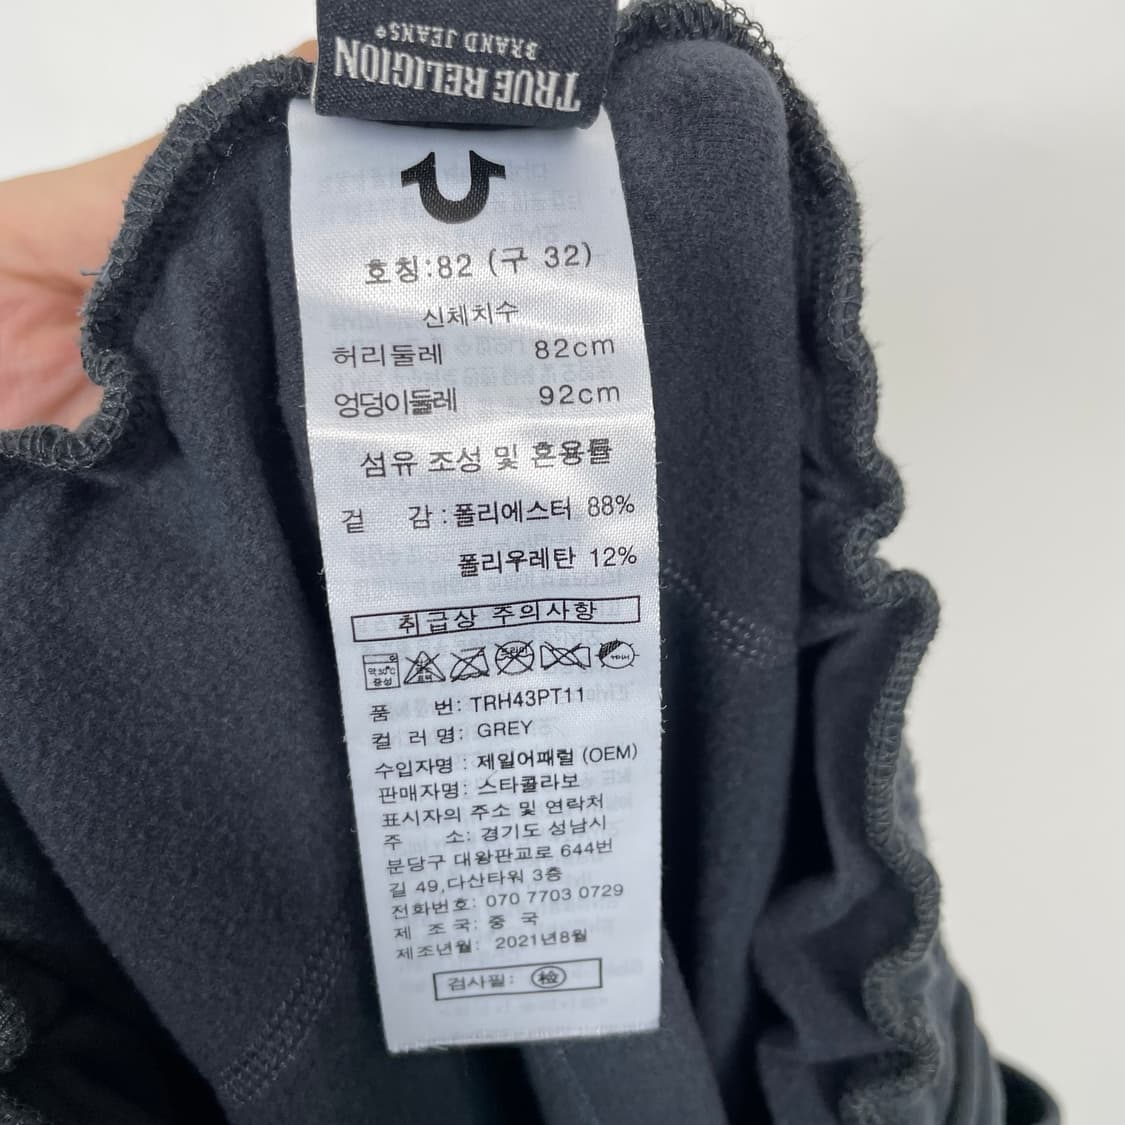 TRUE RELIGION
BRAND JEANS®
호칭:82 (구 32)
신체치수
허리둘레 82cm
엉덩이둘레 92cm
섬유 조성 및 혼용률
겉 감:폴리에스터 88%
폴리우레탄 12%
취급상 주의사항
약30℃
중성
품 번: TRH43PT11
컬 러 명: GREY
수입자명 : 제일어패럴 (OEM)
판매자명: 스타콜라보
표시자의 주소 및 연락처
주 소: 경기도 성남시
분당구 대왕판교로 644번
길 49,다산타워 3층
전화번호: 070 7703 0729
제 조 국: 중 국
제조년월: 2021년8월
검사필: 檢